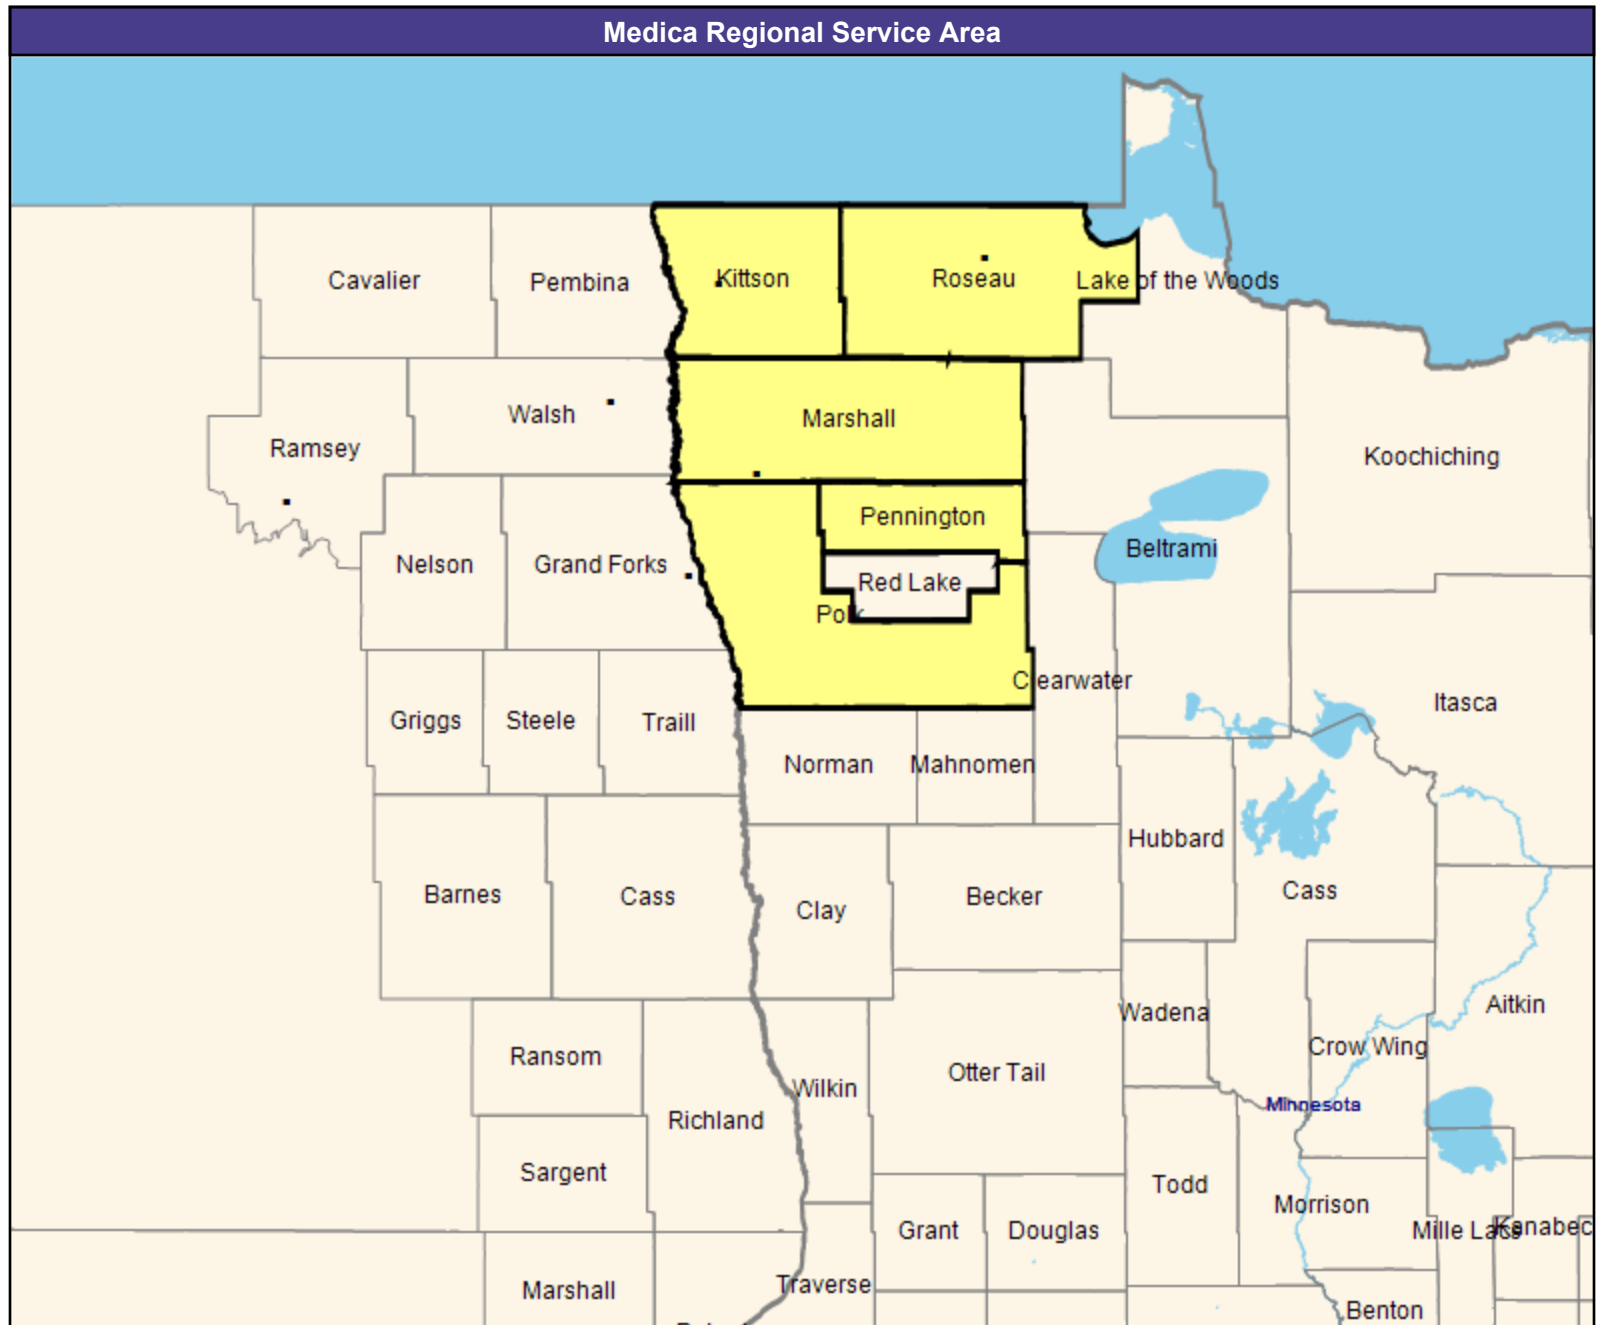 Medica Regional Service Area
Cavalier
Pembina
Kittson
Roseau
Lake of the Woods
Walsh
Marshall
Ramsey
Koochiching
Pennington
Nelson
Grand Forks
Beltrami
Red Lake
Polk
Clearwater
Griggs
Steele
Traill
Itasca
Norman
Mahnomen
Hubbard
Barnes
Cass
Clay
Becker
Cass
Wadena
Aitkin
Ransom
Otter Tail
Crow Wing
Wilkin
Minnesota
Richland
Sargent
Todd
Morrison
Grant
Douglas
Mille Lacs
Kanabec
Marshall
Traverse
Benton